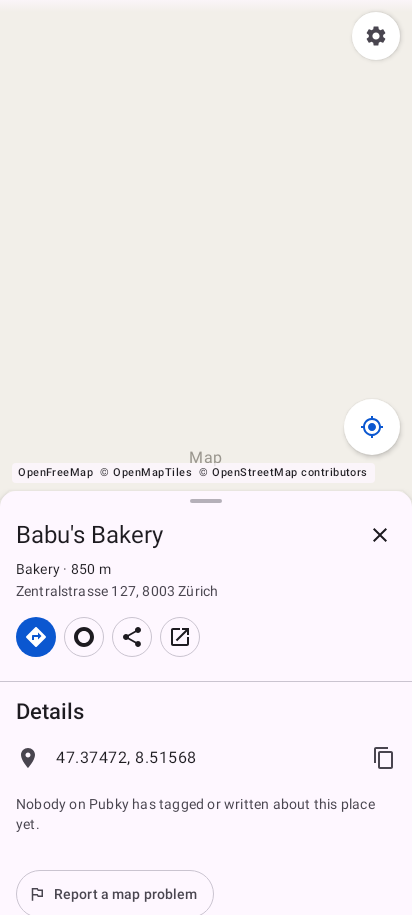 Map
OpenFreeMap © OpenMapTiles © OpenStreetMap contributors
Babu's Bakery
Bakery · 850 m
Zentralstrasse 127, 8003 Zürich
Details
47.37472, 8.51568
Nobody on Pubky has tagged or written about this place
yet.
Report a map problem